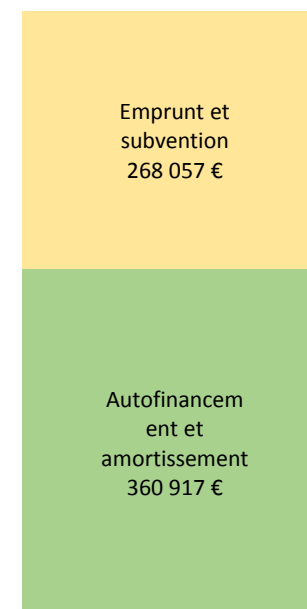 Emprunt et
subvention
268 057 €
Autofinancem
ent et
amortissement
360 917 €